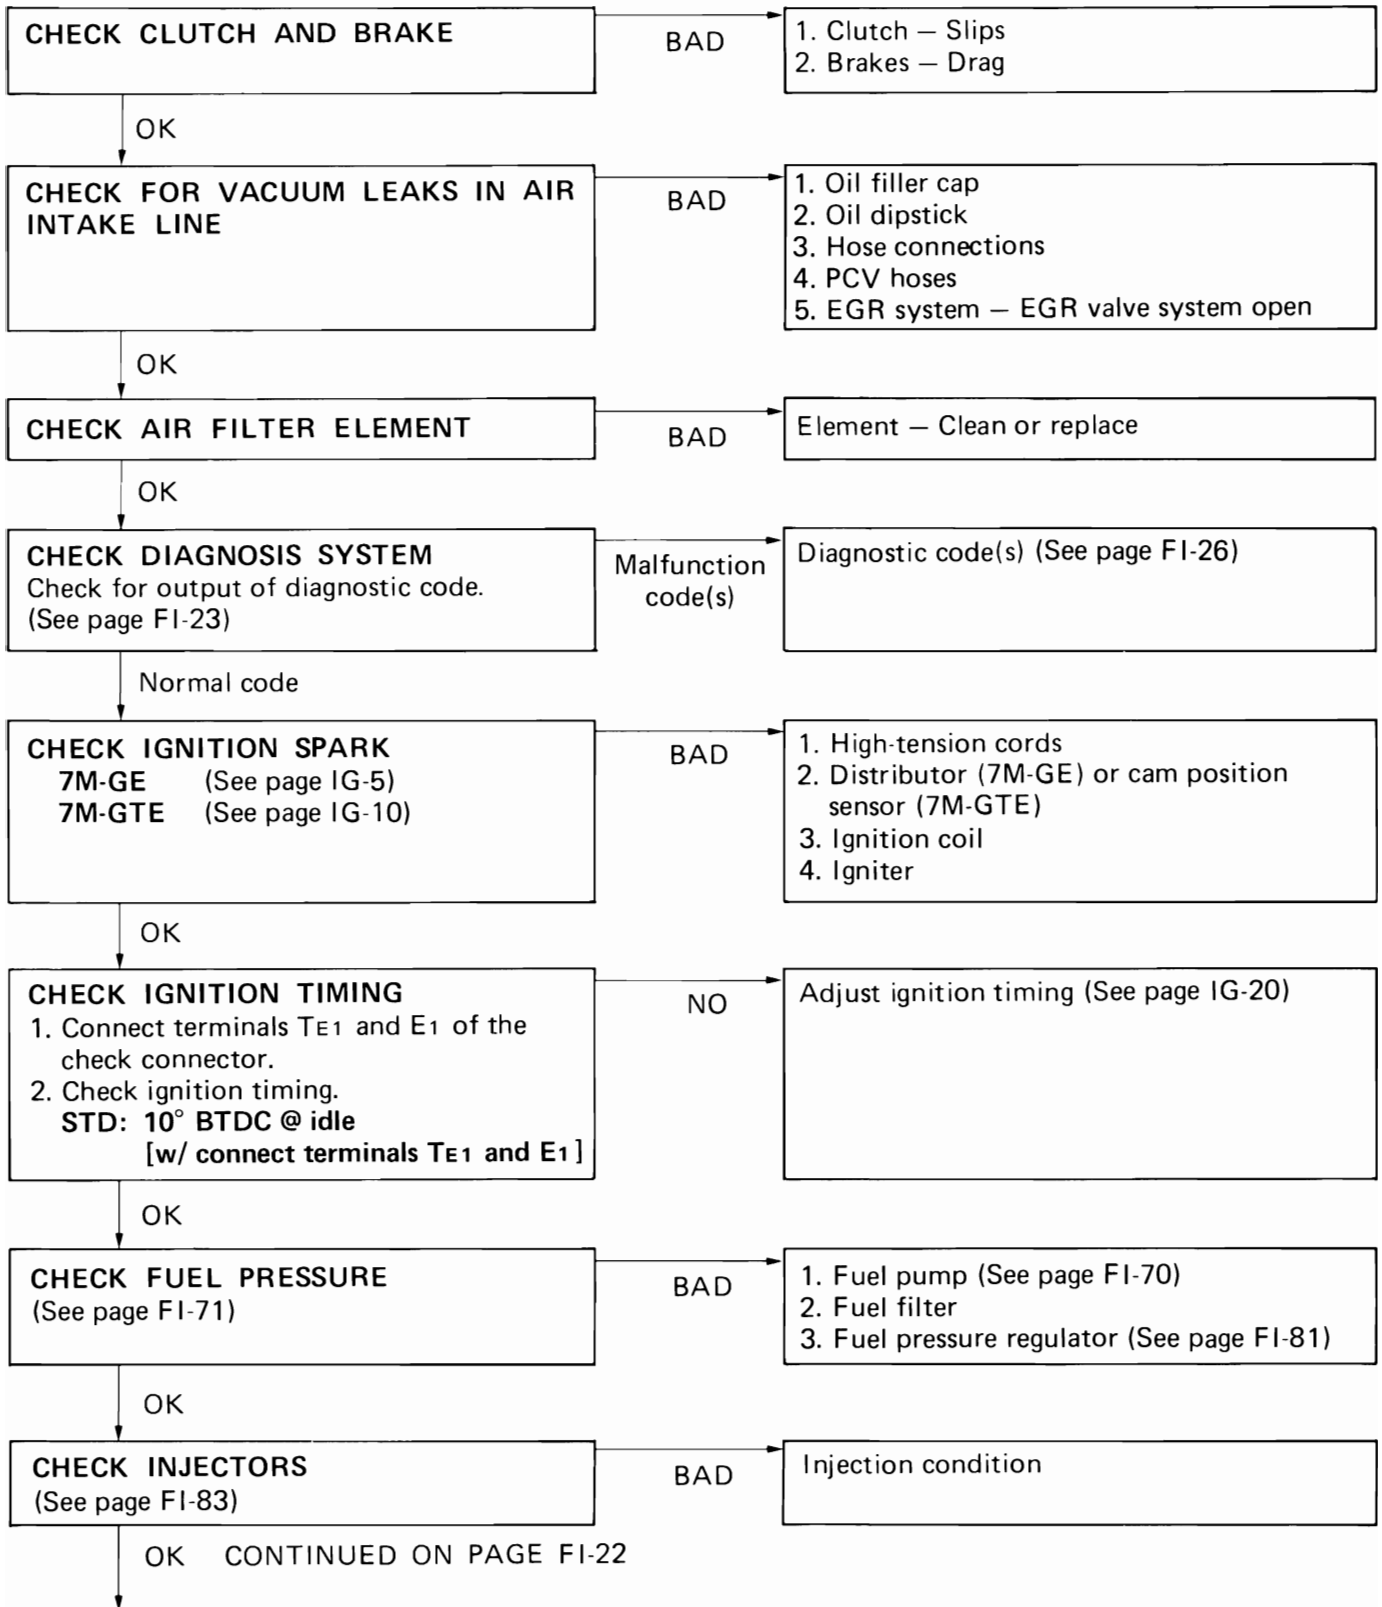 CHECK CLUTCH AND BRAKE
BAD
1. Clutch — Slips
2. Brakes — Drag
OK
CHECK FOR VACUUM LEAKS IN AIR
INTAKE LINE
BAD
1. Oil filler cap
2. Oil dipstick
3. Hose connections
4. PCV hoses
5. EGR system — EGR valve system open
OK
CHECK AIR FILTER ELEMENT
BAD
Element — Clean or replace
OK
CHECK DIAGNOSIS SYSTEM
Check for output of diagnostic code.
(See page FI-23)
Malfunction
code(s)
Diagnostic code(s) (See page FI-26)
Normal code
CHECK IGNITION SPARK
7M-GE (See page IG-5)
7M-GTE (See page IG-10)
BAD
1. High-tension cords
2. Distributor (7M-GE) or cam position
sensor (7M-GTE)
3. Ignition coil
4. Igniter
OK
CHECK IGNITION TIMING
1. Connect terminals TE1 and E1 of the
check connector.
2. Check ignition timing.
STD: 10° BTDC @ idle
[w/ connect terminals TE1 and E1]
NO
Adjust ignition timing (See page IG-20)
OK
CHECK FUEL PRESSURE
(See page FI-71)
BAD
1. Fuel pump (See page FI-70)
2. Fuel filter
3. Fuel pressure regulator (See page FI-81)
OK
CHECK INJECTORS
(See page FI-83)
BAD
Injection condition
OK CONTINUED ON PAGE FI-22